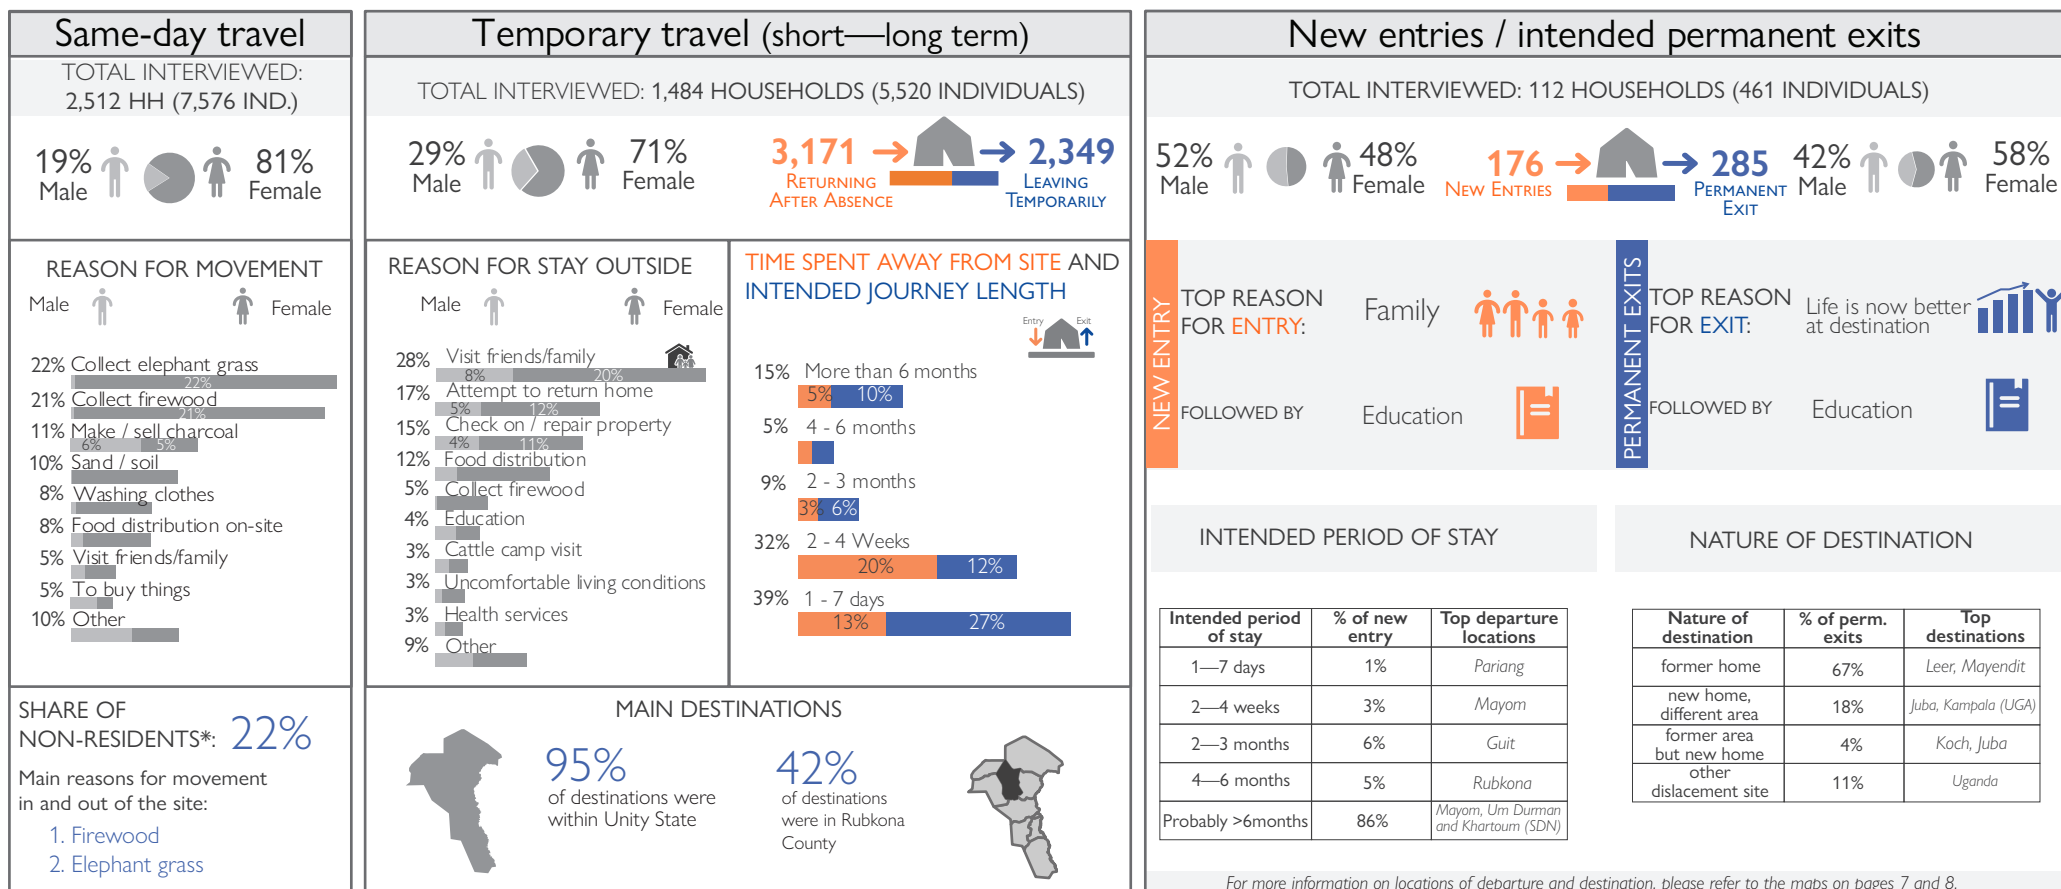 Same-day travel
TOTAL INTERVIEWED:
2,512 HH (7,576 IND.)
19%
Male
81%
Female
REASON FOR MOVEMENT
Male
Female
22% Collect elephant grass
22%
21% Collect firewood
21%
11% Make / sell charcoal
6% 5%
10% Sand / soil
8% Washing clothes
8% Food distribution on-site
5% Visit friends/family
5% To buy things
10% Other
SHARE OF
NON-RESIDENTS*: 22%
Main reasons for movement
in and out of the site:
1. Firewood
2. Elephant grass
Temporary travel (short—long term)
TOTAL INTERVIEWED: 1,484 HOUSEHOLDS (5,520 INDIVIDUALS)
29%
Male
71%
Female
3,171
RETURNING
AFTER ABSENCE
2,349
LEAVING
TEMPORARILY
REASON FOR STAY OUTSIDE
Male
Female
28% Visit friends/family
8% 20%
17% Attempt to return home
5% 12%
15% Check on / repair property
4% 11%
12% Food distribution
5% Collect firewood
4% Education
3% Cattle camp visit
3% Uncomfortable living conditions
3% Health services
9% Other
TIME SPENT AWAY FROM SITE AND
INTENDED JOURNEY LENGTH
Entry Exit
15% More than 6 months
5% 10%
5% 4 - 6 months
9% 2 - 3 months
3% 6%
32% 2 - 4 Weeks
20% 12%
39% 1 - 7 days
13% 27%
MAIN DESTINATIONS
95%
of destinations were
within Unity State
42%
of destinations
were in Rubkona
County
New entries / intended permanent exits
TOTAL INTERVIEWED: 112 HOUSEHOLDS (461 INDIVIDUALS)
52%
Male
48%
Female
176
NEW ENTRIES
285
PERMANENT
EXIT
42%
Male
58%
Female
NEW ENTRY
TOP REASON
FOR ENTRY:
Family
FOLLOWED BY
Education
PERMANENT EXITS
TOP REASON
FOR EXIT:
Life is now better
at destination
FOLLOWED BY
Education
INTENDED PERIOD OF STAY
Intended period
of stay
% of new
entry
Top departure
locations
1—7 days 1% Pariang
2—4 weeks 3% Mayom
2—3 months 6% Guit
4—6 months 5% Rubkona
Probably >6months 86% Mayom, Um Durman
and Khartoum (SDN)
NATURE OF DESTINATION
Nature of
destination
% of perm.
exits
Top
destinations
former home 67% Leer, Mayendit
new home,
different area 18% Juba, Kampala (UGA)
former area
but new home 4% Koch, Juba
other
dislacement site 11% Uganda
For more information on locations of departure and destination, please refer to the maps on pages 7 and 8.